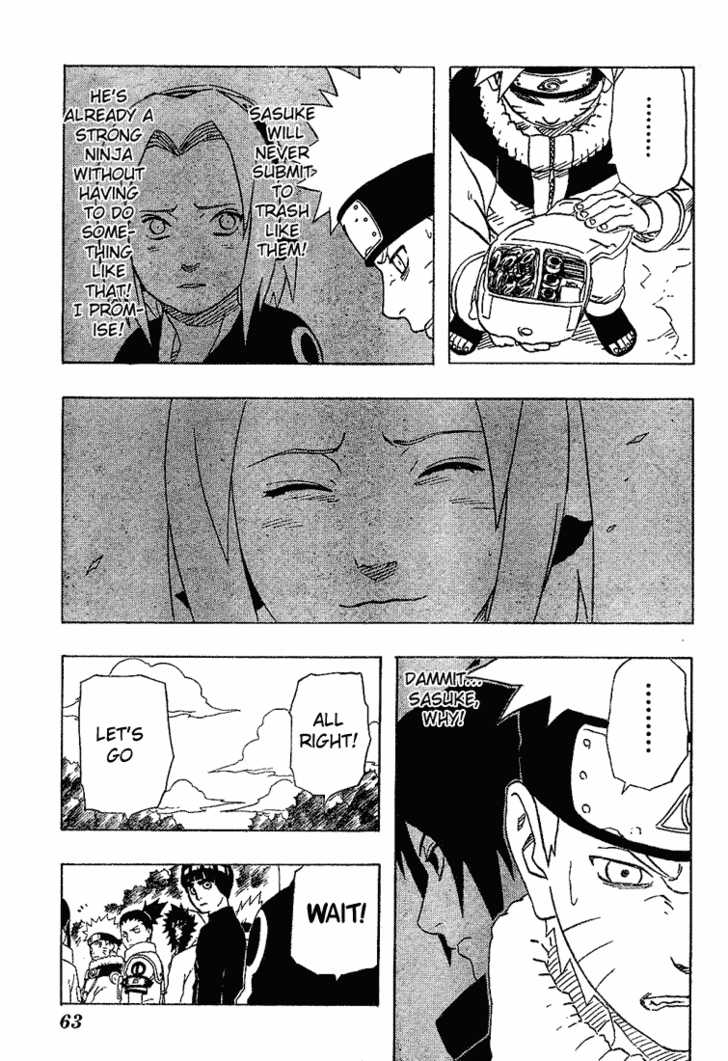 ........
SASUKE
WILL
NEVER
SUBMIT
TO
TRASH
LIKE
THEM!
HE'S
ALREADY A
STRONG
NINJA
WITHOUT
HAVING
TO DO
SOME-
THING
LIKE
THAT!
I PROM-
ISE!
........
DAMMIT...
SASUKE,
WHY!
ALL
RIGHT!
LET'S
GO
WAIT!
63